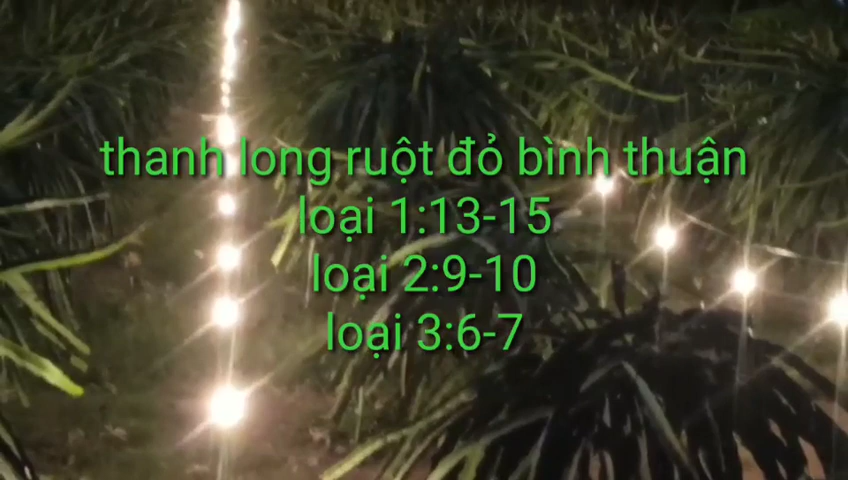 thanh long ruột đỏ bình thuận
loại 1:13-15
loại 2:9-10
loại 3:6-7